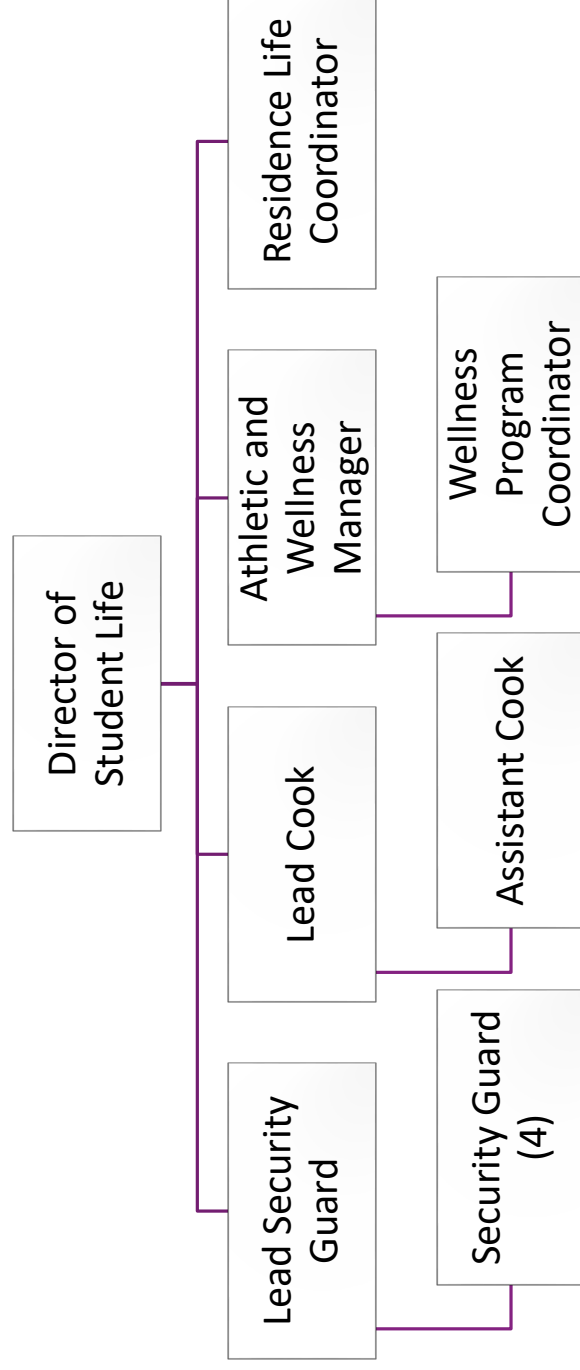 Director of
Student Life
Lead Security
Guard
Lead Cook
Athletic and
Wellness
Manager
Residence Life
Coordinator
Security Guard
(4)
Assistant Cook
Wellness
Program
Coordinator